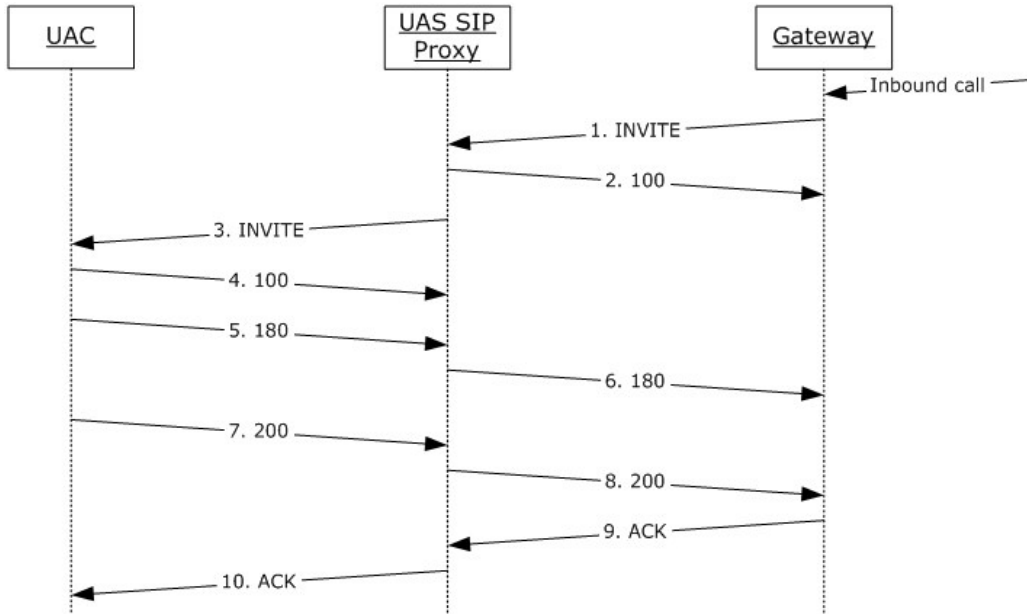 UAC
UAS SIP
Proxy
Gateway
Inbound call
1. INVITE
2. 100
3. INVITE
4. 100
5. 180
6. 180
7. 200
8. 200
9. ACK
10. ACK